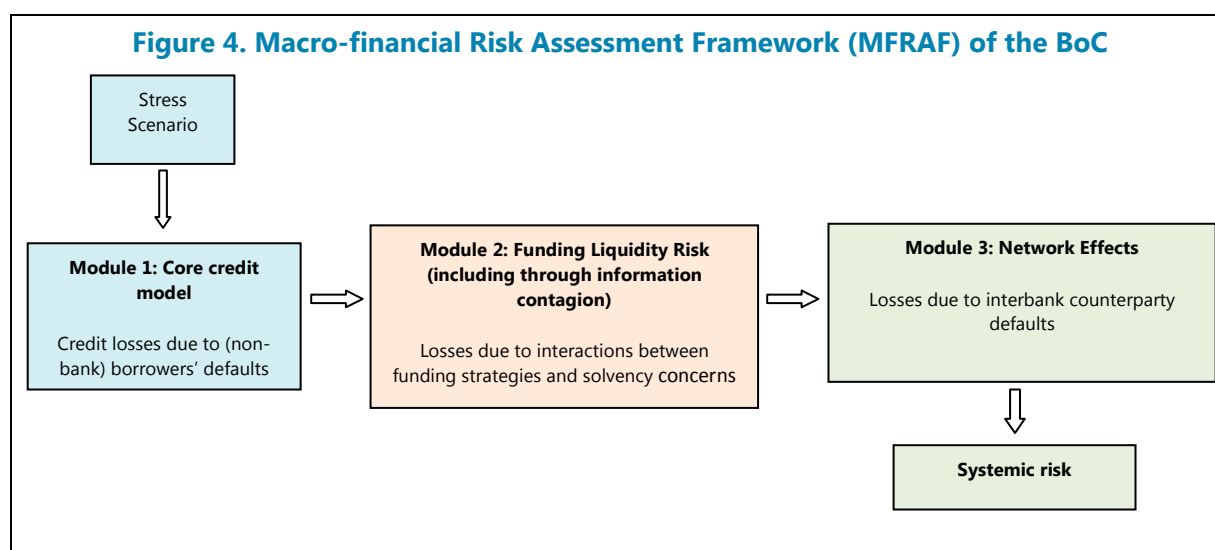 Figure 4. Macro-financial Risk Assessment Framework (MFRAF) of the BoC
Stress
Scenario
Module 1: Core credit
model
Credit losses due to (non-
bank) borrowers’ defaults
Module 2: Funding Liquidity Risk
(including through information
contagion)
Losses due to interactions between
funding strategies and solvency concerns
Module 3: Network Effects
Losses due to interbank counterparty
defaults
Systemic risk